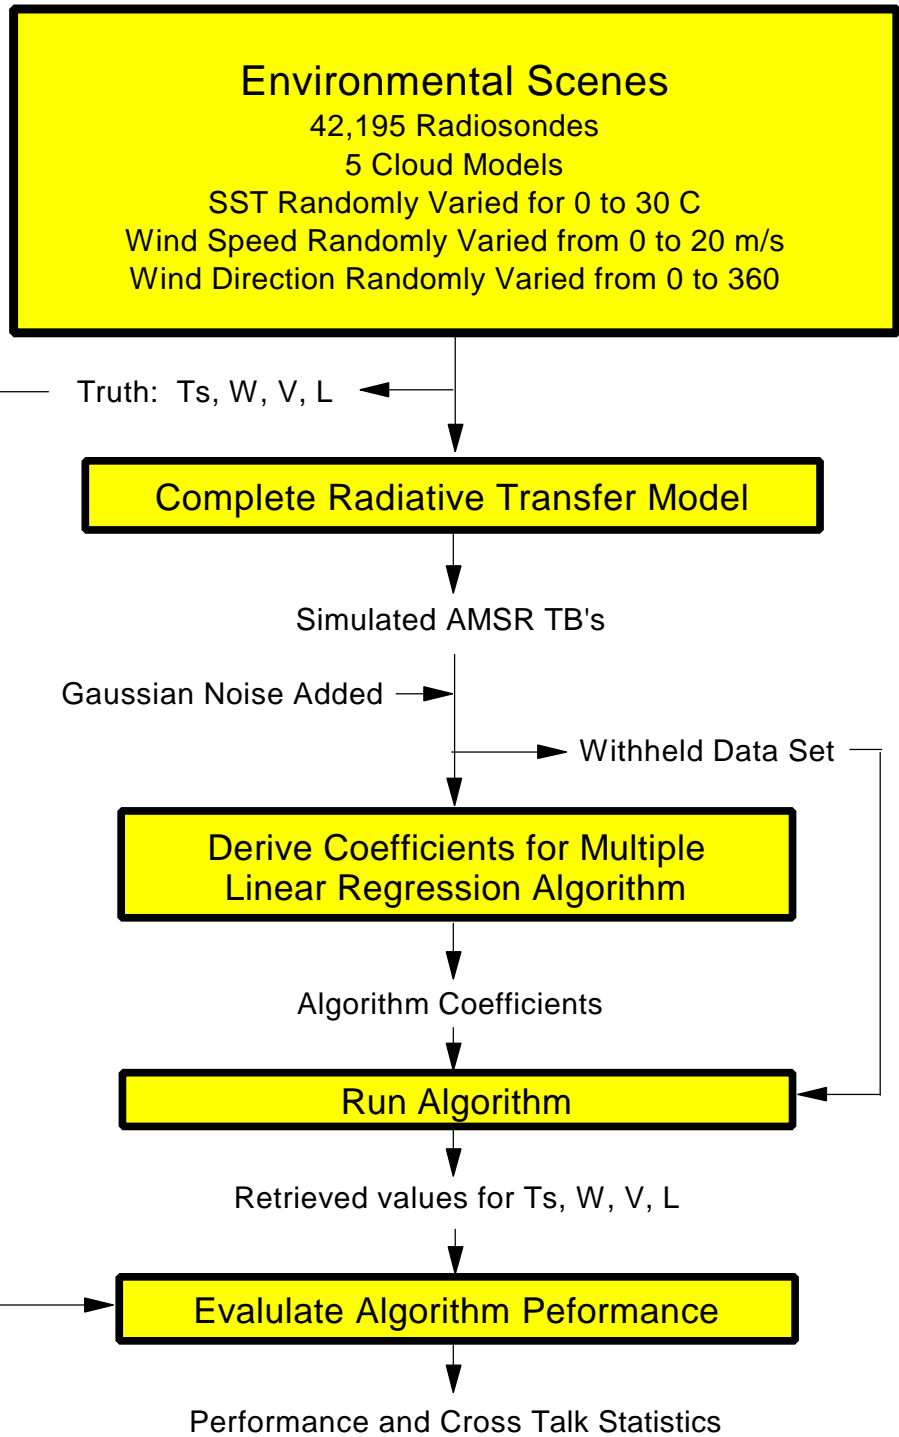 Environmental Scenes
42,195 Radiosondes
5 Cloud Models
SST Randomly Varied for 0 to 30 C
Wind Speed Randomly Varied from 0 to 20 m/s
Wind Direction Randomly Varied from 0 to 360
Truth: Ts, W, V, L
Complete Radiative Transfer Model
Simulated AMSR TB's
Gaussian Noise Added
Withheld Data Set
Derive Coefficients for Multiple
Linear Regression Algorithm
Algorithm Coefficients
Run Algorithm
Retrieved values for Ts, W, V, L
Evalulate Algorithm Peformance
Performance and Cross Talk Statistics